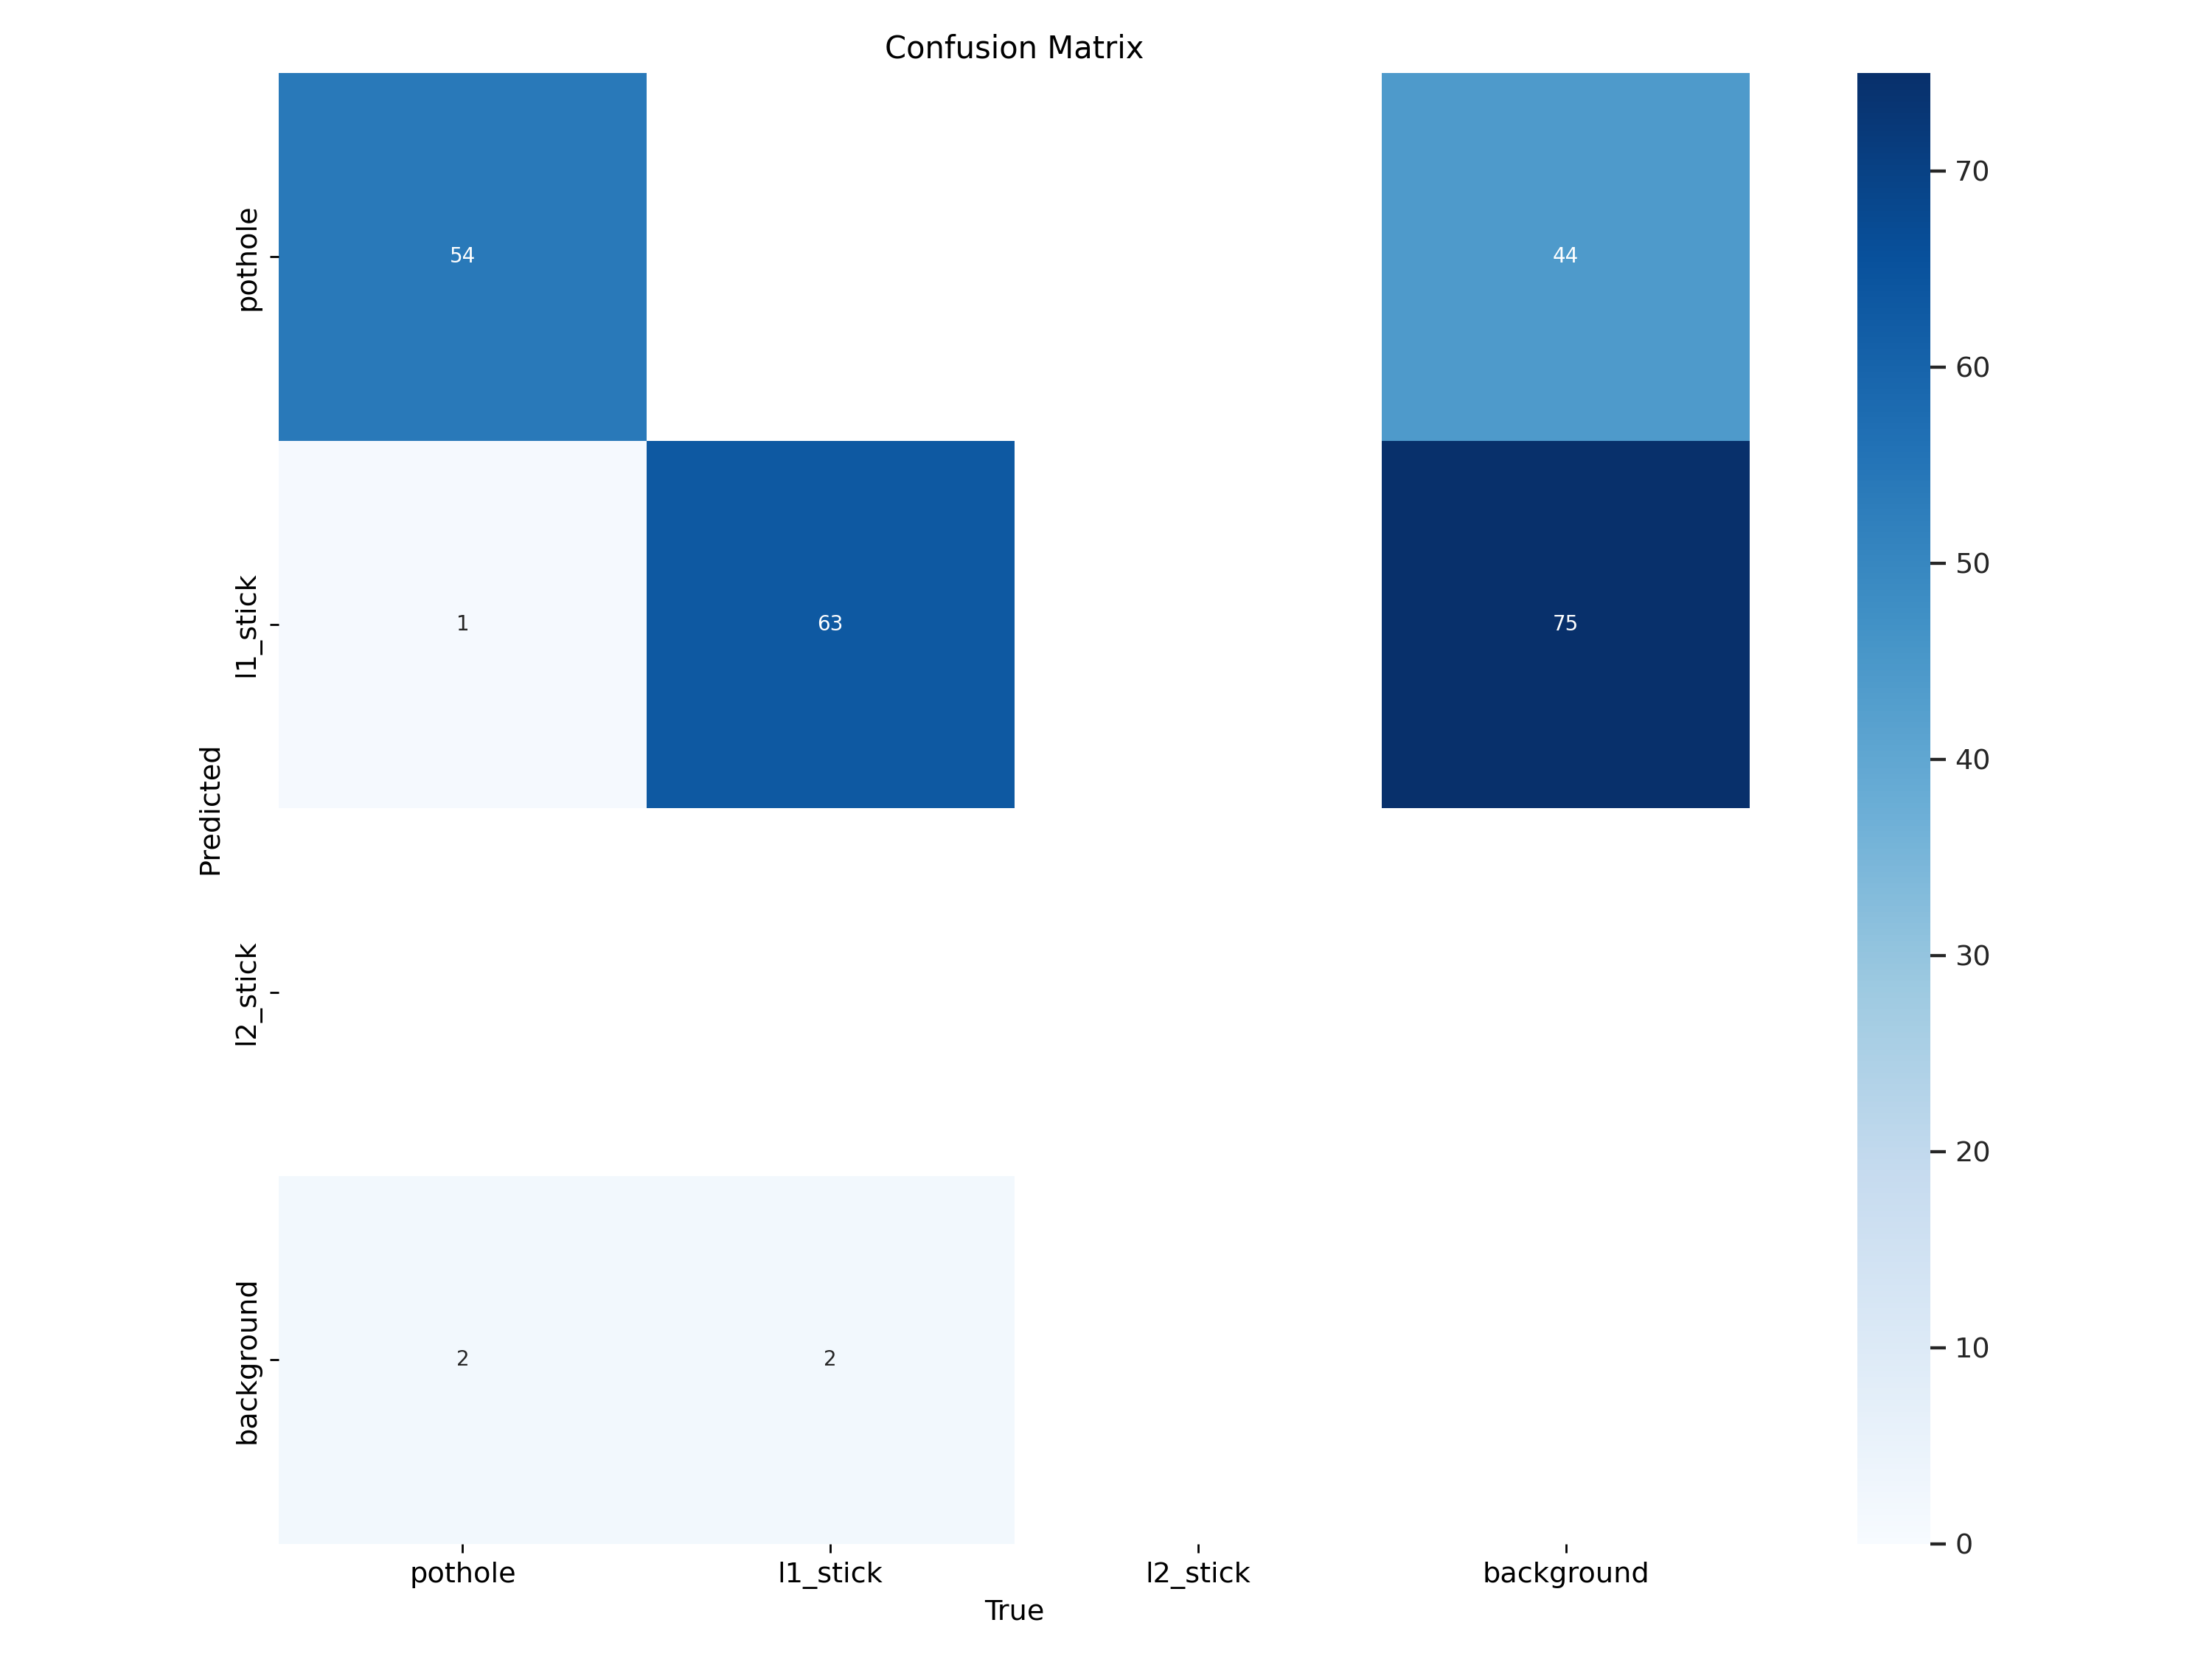 Confusion Matrix
pothole
54
44
l1_stick
1
63
75
Predicted
l2_stick
background
2
2
pothole
l1_stick
l2_stick
background
True
70
60
50
40
30
20
10
0